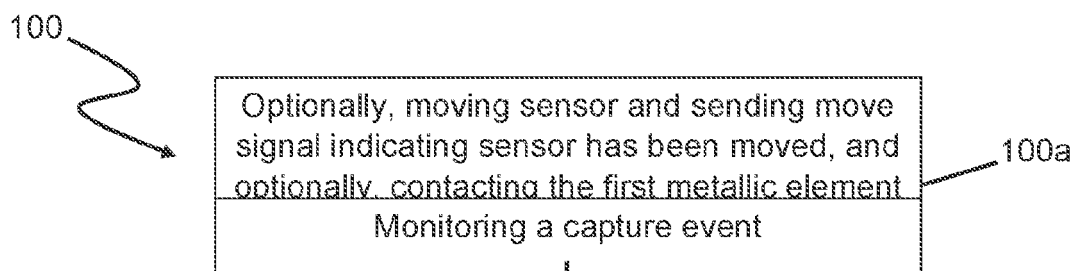 100
Optionally, moving sensor and sending move
signal indicating sensor has been moved, and
optionally, contacting the first metallic element
100a
Monitoring a capture event